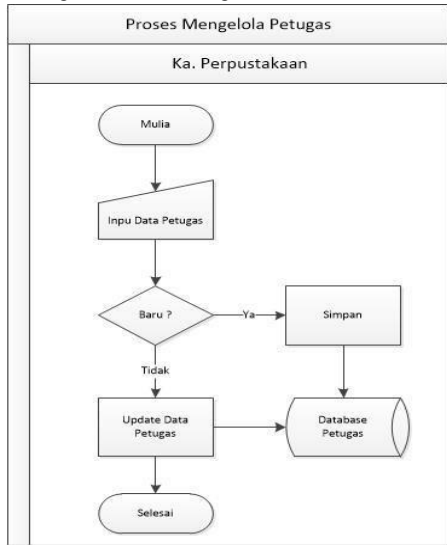 Proses Mengelola Petugas
Ka. Perpustakaan
Mulia
Inpu Data Petugas
Baru ?
Ya
Simpan
Tidak
Update Data
Petugas
Database
Petugas
Selesai